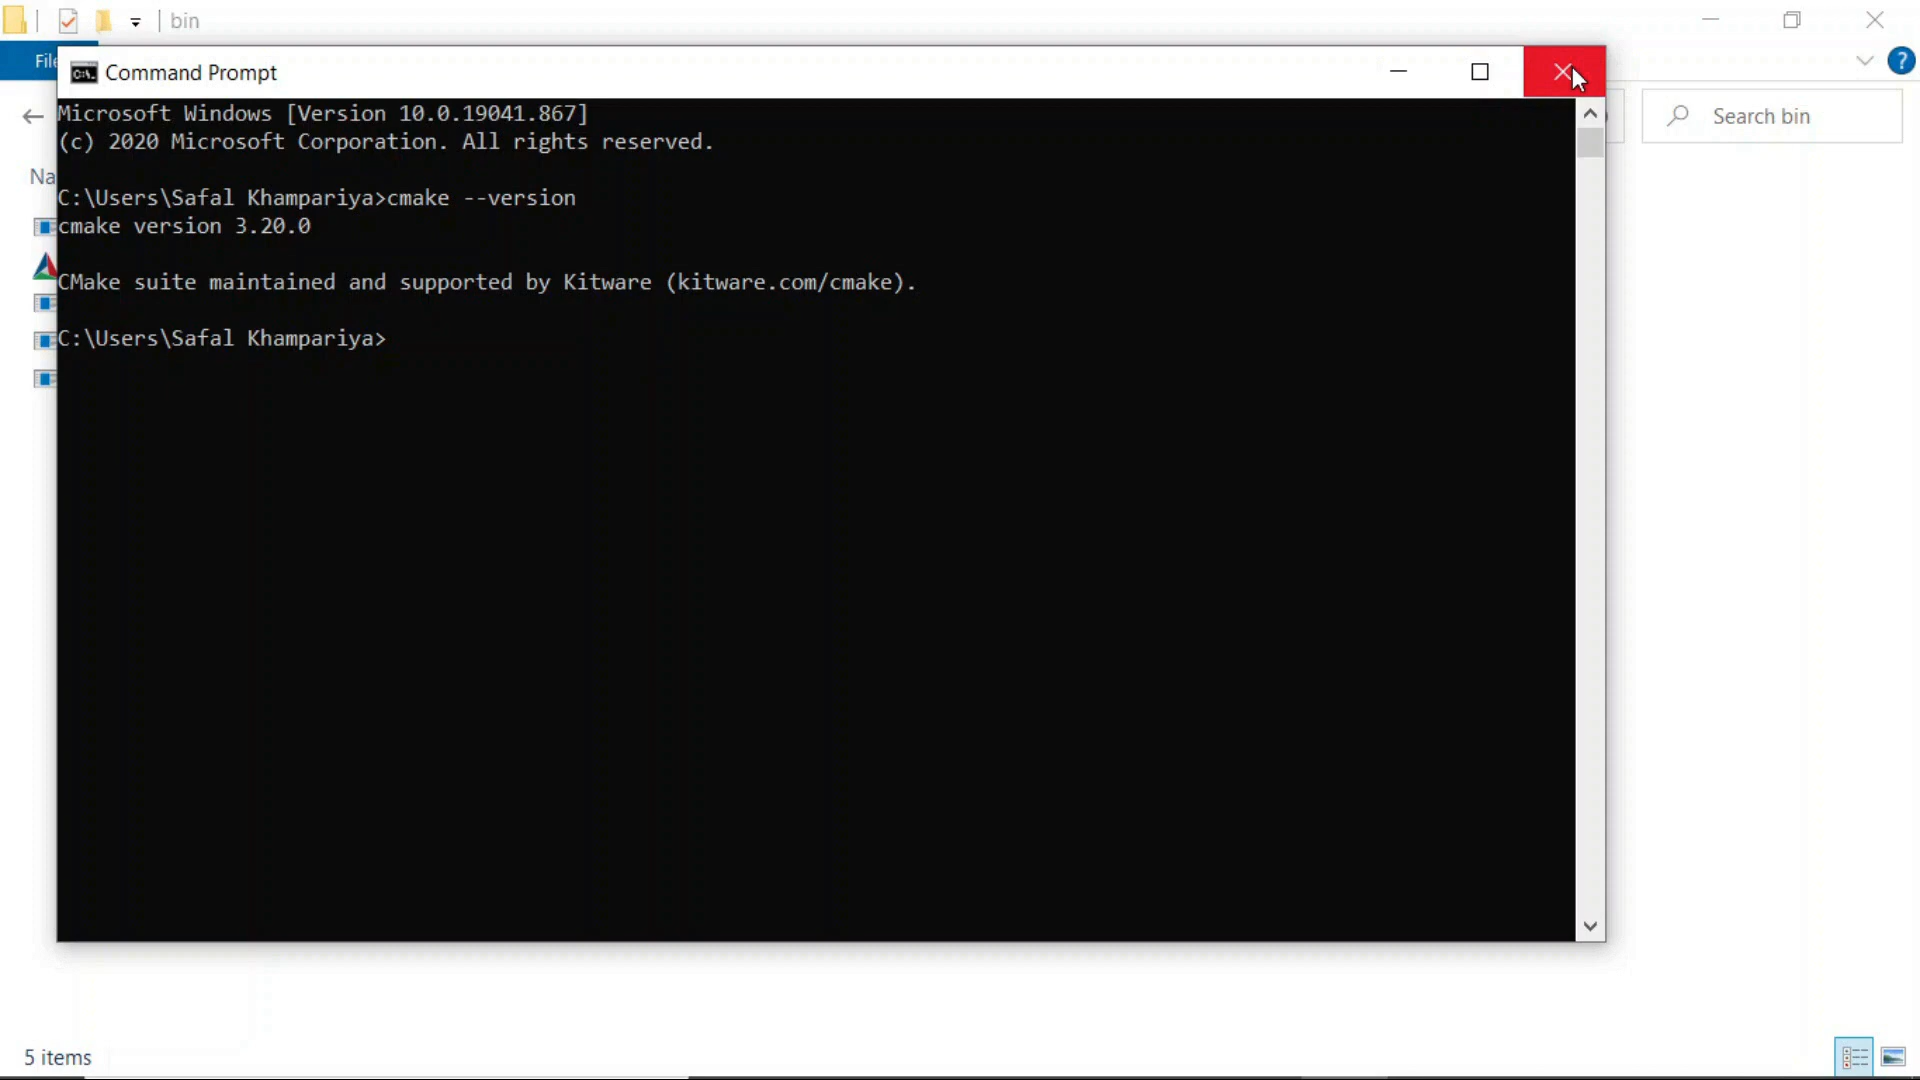 bin
File
Command Prompt
Microsoft Windows [Version 10.0.19041.867]
(c) 2020 Microsoft Corporation. All rights reserved.
Search bin
Na
C:\Users\Safal Khampariya>cmake --version
cmake version 3.20.0
CMake suite maintained and supported by Kitware (kitware.com/cmake).
C:\Users\Safal Khampariya>
5 items